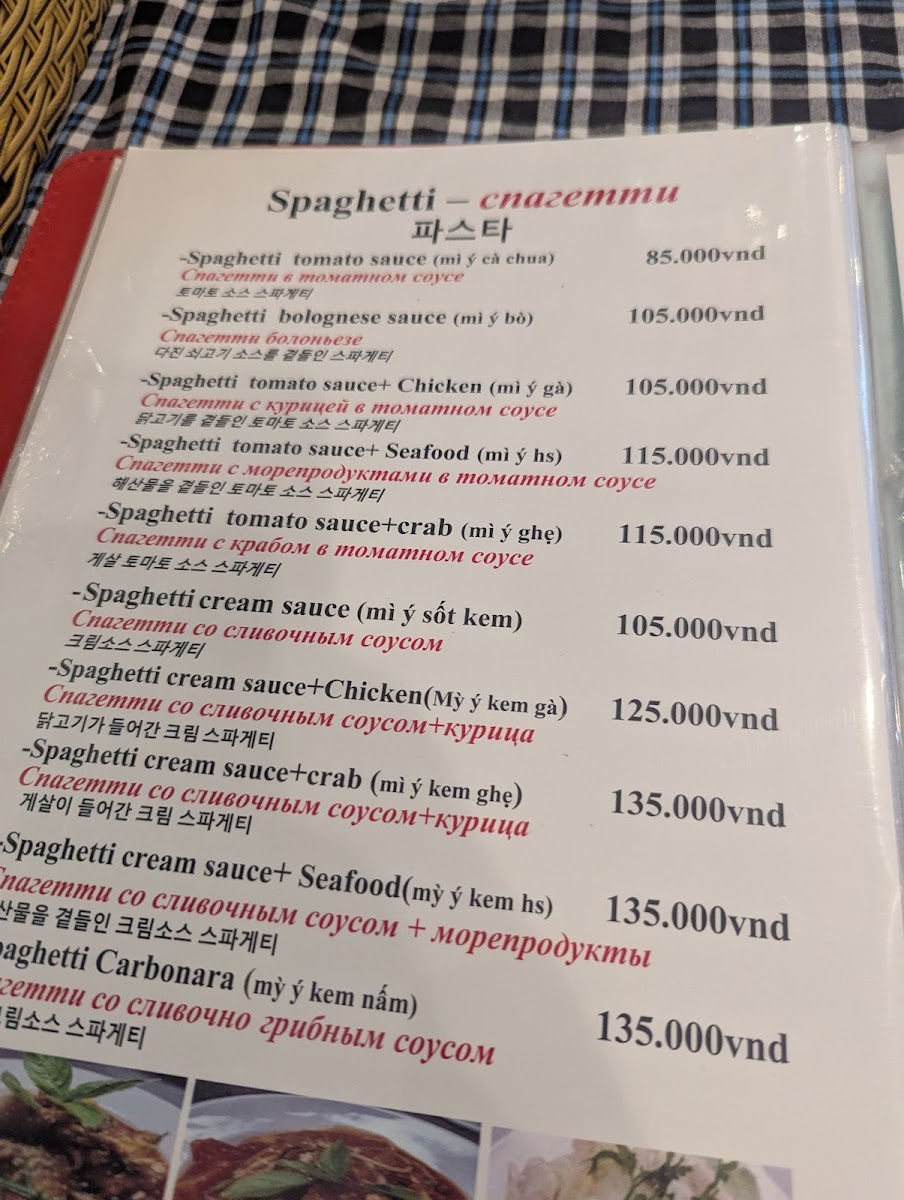 Spaghetti – спагетти
파스타
-Spaghetti tomato sauce (mì ý cà chua) 85.000vnd
Спагетти в томатном соусе
토마토 소스 스파게티
-Spaghetti bolognese sauce (mì ý bò) 105.000vnd
Спагетти болоньезе
다진 쇠고기 소스를 곁들인 스파게티
-Spaghetti tomato sauce+ Chicken (mì ý gà) 105.000vnd
Спагетти с курицей в томатном соусе
닭고기를 곁들인 토마토 소스 스파게티
-Spaghetti tomato sauce+ Seafood (mì ý hs) 115.000vnd
Спагетти с морепродуктами в томатном соусе
해산물을 곁들인 토마토 소스 스파게티
-Spaghetti tomato sauce+crab (mì ý ghẹ) 115.000vnd
Спагетти с крабом в томатном соусе
게살 토마토 소스 스파게티
-Spaghetti cream sauce (mì ý sốt kem) 105.000vnd
Спагетти со сливочным соусом
크림소스 스파게티
-Spaghetti cream sauce+Chicken(Mỳ ý kem gà) 125.000vnd
Спагетти со сливочным соусом+курица
닭고기가 들어간 크림 스파게티
-Spaghetti cream sauce+crab (mì ý kem ghẹ) 135.000vnd
Спагетти со сливочным соусом+курица
게살이 들어간 크림 스파게티
-Spaghetti cream sauce+ Seafood(mỳ ý kem hs) 135.000vnd
Спагетти со сливочным соусом + морепродукты
산물을 곁들인 크림소스 스파게티
paghetti Carbonara (mỳ ý kem nấm) 135.000vnd
гетти со сливочно грибным соусом
크림소스 스파게티